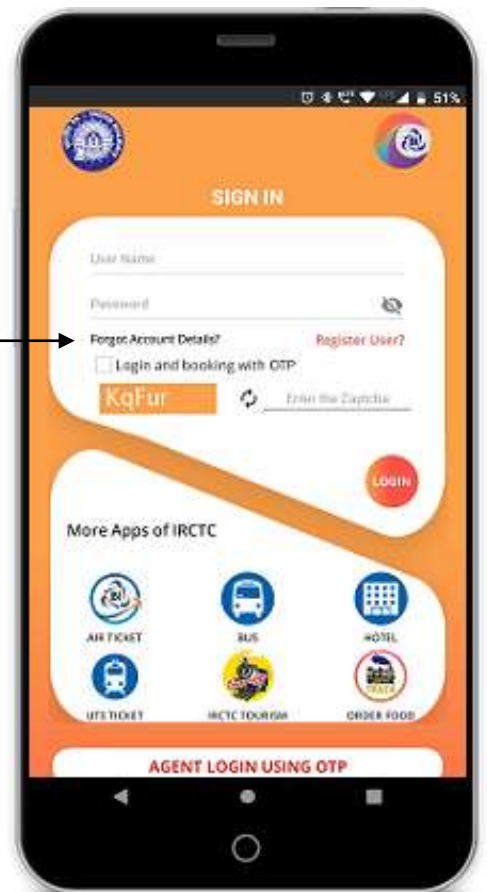 51%
SIGN IN
User Name
Password
Forgot Account Details? Register User?
Login and booking with OTP
KqFur Enter the Captcha
LOGIN
More Apps of IRCTC
AIR TICKET BUS HOTEL
UTS TICKET IRCTC TOURISM ORDER FOOD
AGENT LOGIN USING OTP